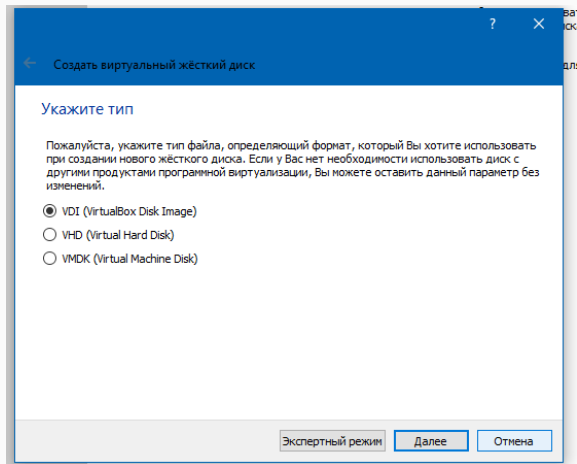 Создать виртуальный жёсткий диск
Укажите тип
Пожалуйста, укажите тип файла, определяющий формат, который Вы хотите использовать
при создании нового жёсткого диска. Если у Вас нет необходимости использовать диск с
другими продуктами программной виртуализации, Вы можете оставить данный параметр без
изменений.
VDI (VirtualBox Disk Image)
VHD (Virtual Hard Disk)
VMDK (Virtual Machine Disk)
Экспертный режим Далее Отмена